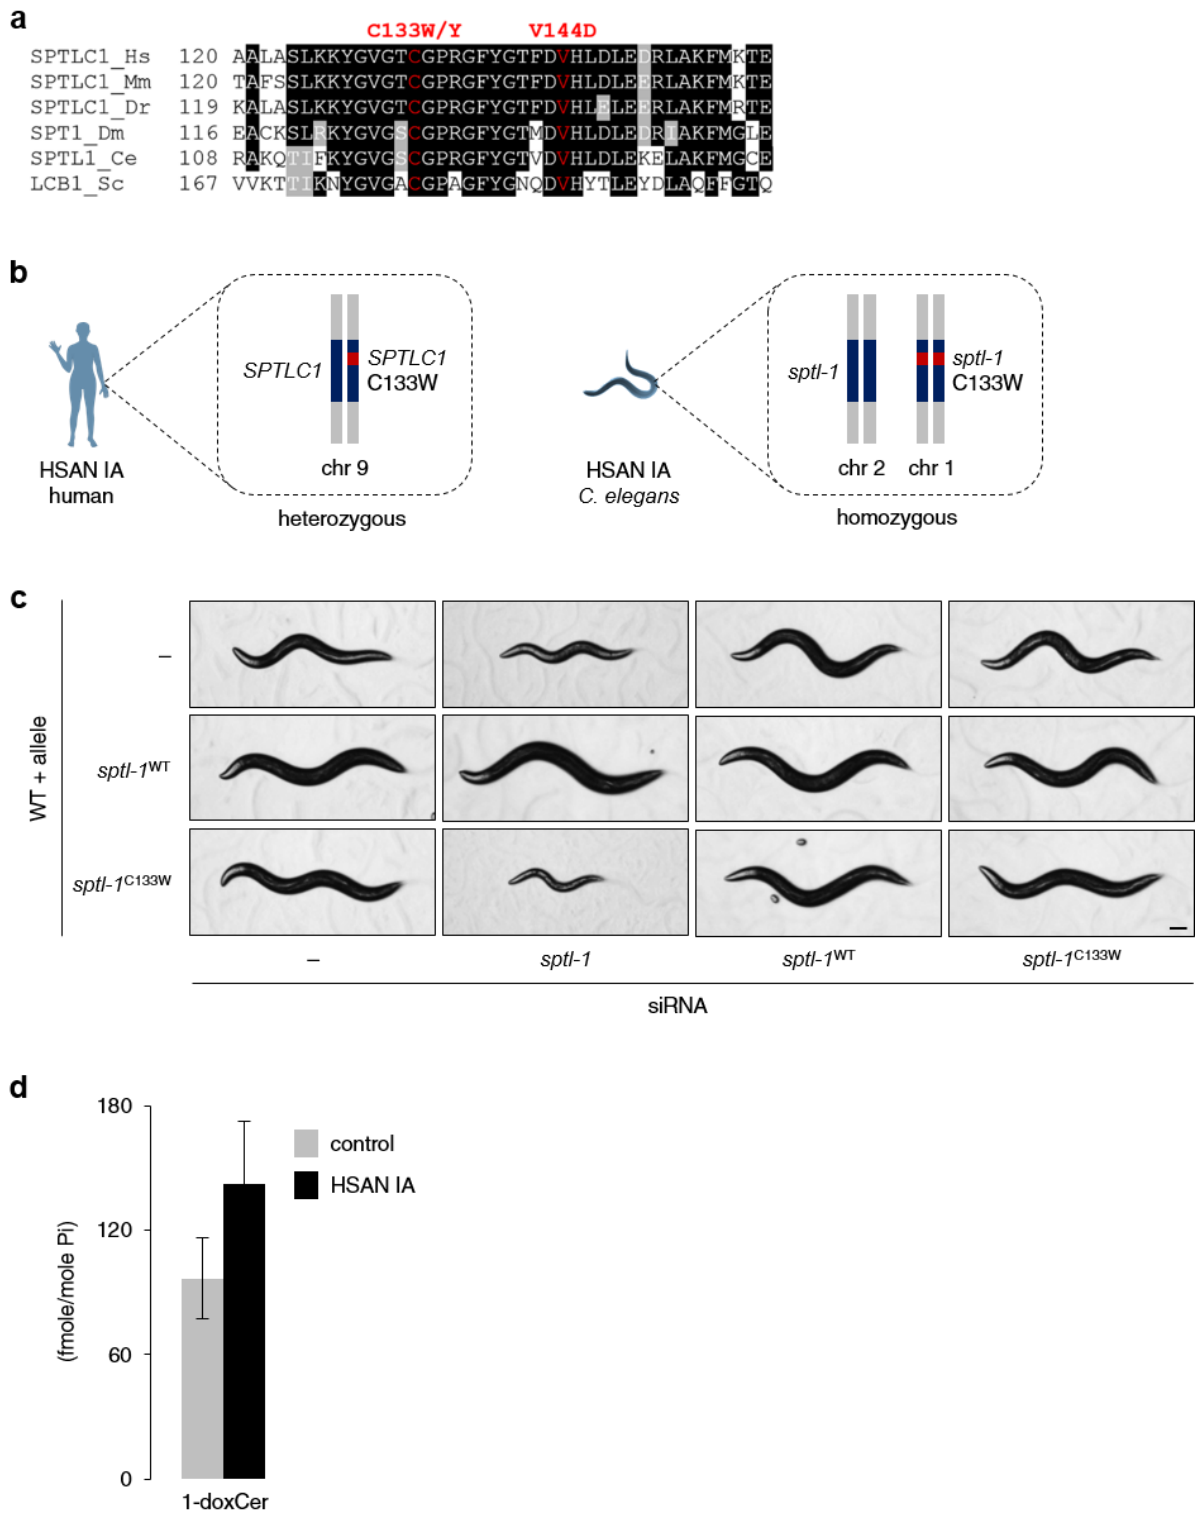 a
C133W/Y V144D
SPTLC1_Hs 120 AALASLKKYGVGTCGPRGFYGTFDVHLDLEDRLAKFMKTE
SPTLC1_Mm 120 TAFSSLKKYGVGTCGPRGFYGTFDVHLDLEERLAKFMKTE
SPTLC1_Dr 119 KALASLKKYGVGTCGPRGFYGTFDVHLELEERLAKFMRTE
SPT1_Dm 116 EACKSLRKYGVGSCGPRGFYGTMDVHLDLEDRIAKFMGLE
SPTL1_Ce 108 RAKQTIFKYGVGSCGPRGFYGTVDVHLDLEKELAKFMGCE
LCB1_Sc 167 VVKTTIKNYGVGACGPAGFYGNQDVHYTLEYDLAQFFGTQ
b
SPTLC1
SPTLC1
C133W
sptl-1
sptl-1
C133W
HSAN IA
human
chr 9
heterozygous
HSAN IA
C. elegans
chr 2 chr 1
homozygous
c
WT + allele
–
sptl-1WT
sptl-1C133W
– sptl-1 sptl-1WT sptl-1C133W
siRNA
d
(fmole/mole Pi)
180
120
60
0
control
HSAN IA
1-doxCer